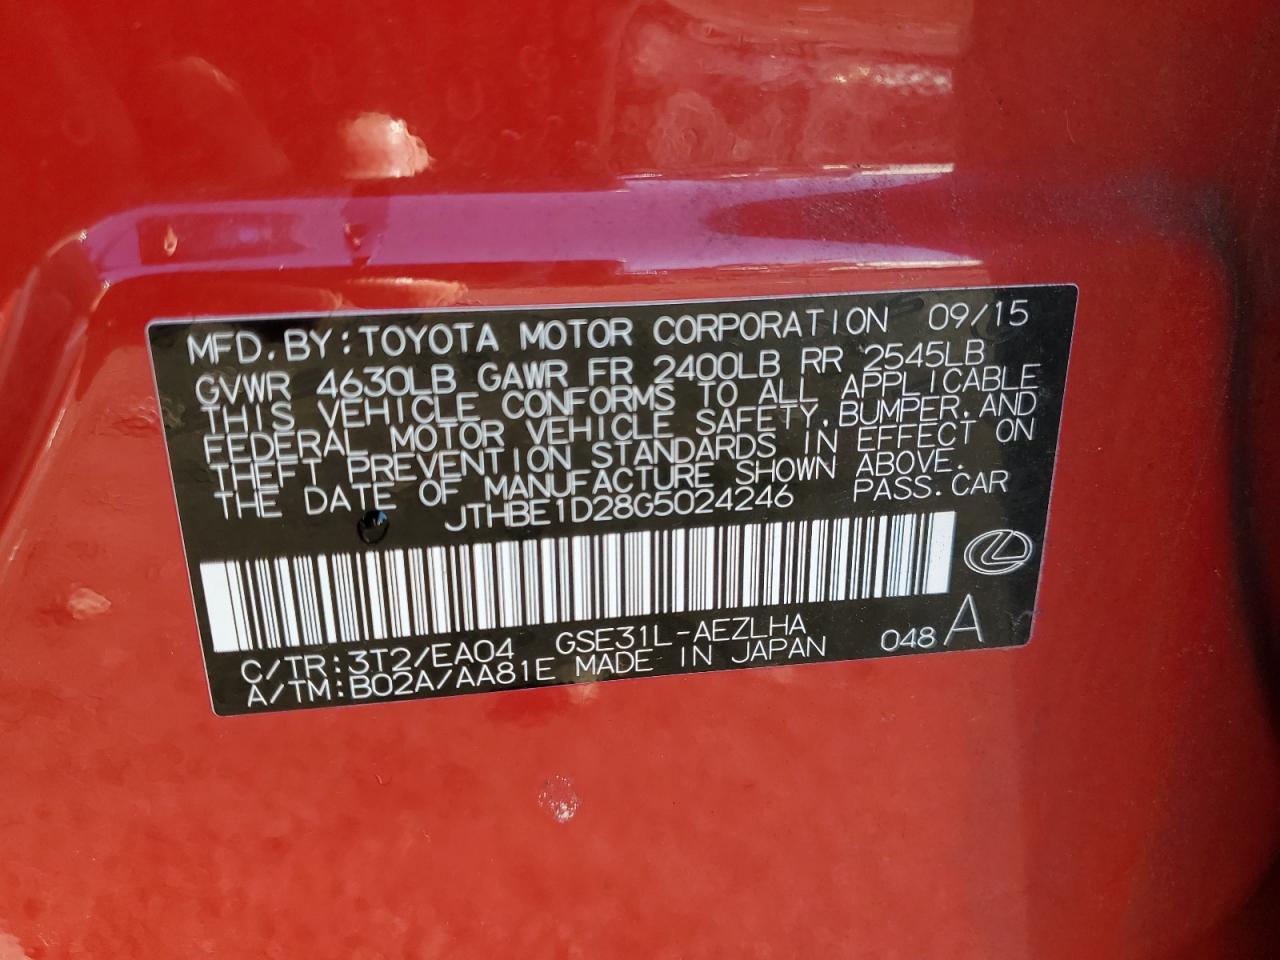 MFD. BY: TOYOTA MOTOR CORPORATION 09/15
GVWR 4630LB GAWR FR 2400LB RR 2545LB
THIS VEHICLE CONFORMS TO ALL APPLICABLE
FEDERAL MOTOR VEHICLE SAFETY, BUMPER, AND
THEFT PREVENTION STANDARDS IN EFFECT ON
THE DATE OF MANUFACTURE SHOWN ABOVE.
JTHBE1D28G5024246 PASS. CAR
C/TR: 3T2/EA04 GSE31L-AEZLHA
A/TM: B02A/AA81E MADE IN JAPAN 048 A